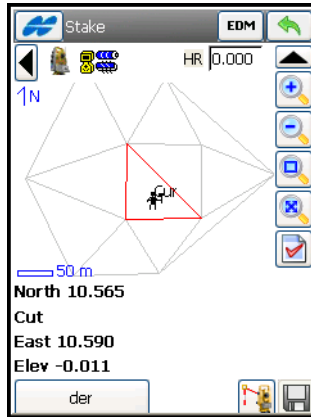 Stake
EDM
HR 0.000
1N
Cur
50 m
North 10.565
Cut
East 10.590
Elev -0.011
der